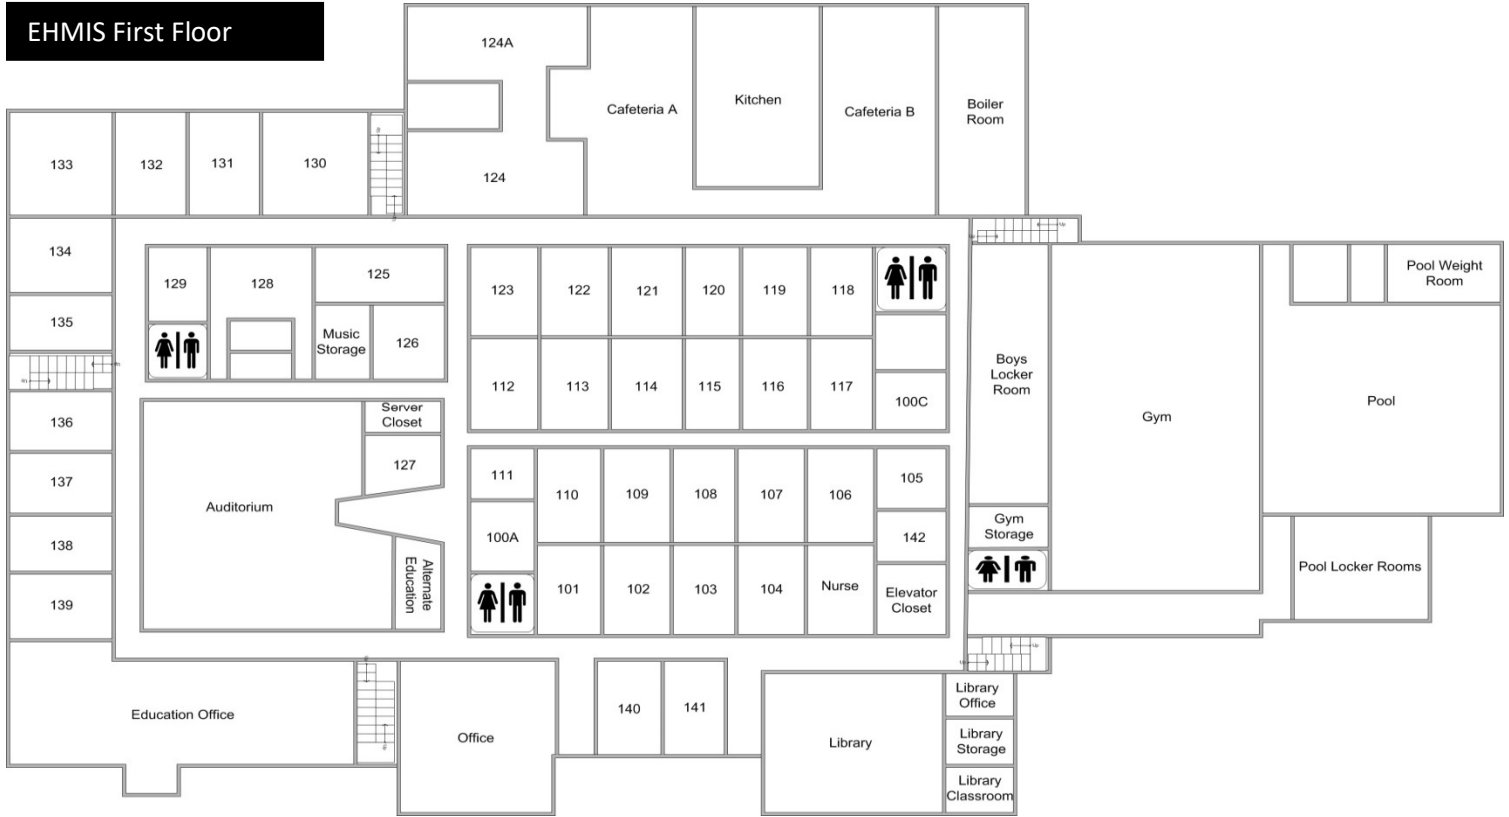 EHMIS First Floor
124A
Cafeteria A
Kitchen
Cafeteria B
Boiler
Room
133
132
131
130
124
134
129
128
125
123
122
121
120
119
118
Pool Weight
Room
135
Music
Storage
126
112
113
114
115
116
117
100C
Boys
Locker
Room
Gym
Pool
136
Server
Closet
137
127
Auditorium
111
110
109
108
107
106
105
138
100A
142
Gym
Storage
Alternate
Education
139
101
102
103
104
Nurse
Elevator
Closet
Pool Locker Rooms
Education Office
Office
140
141
Library
Library
Office
Library
Storage
Library
Classroom